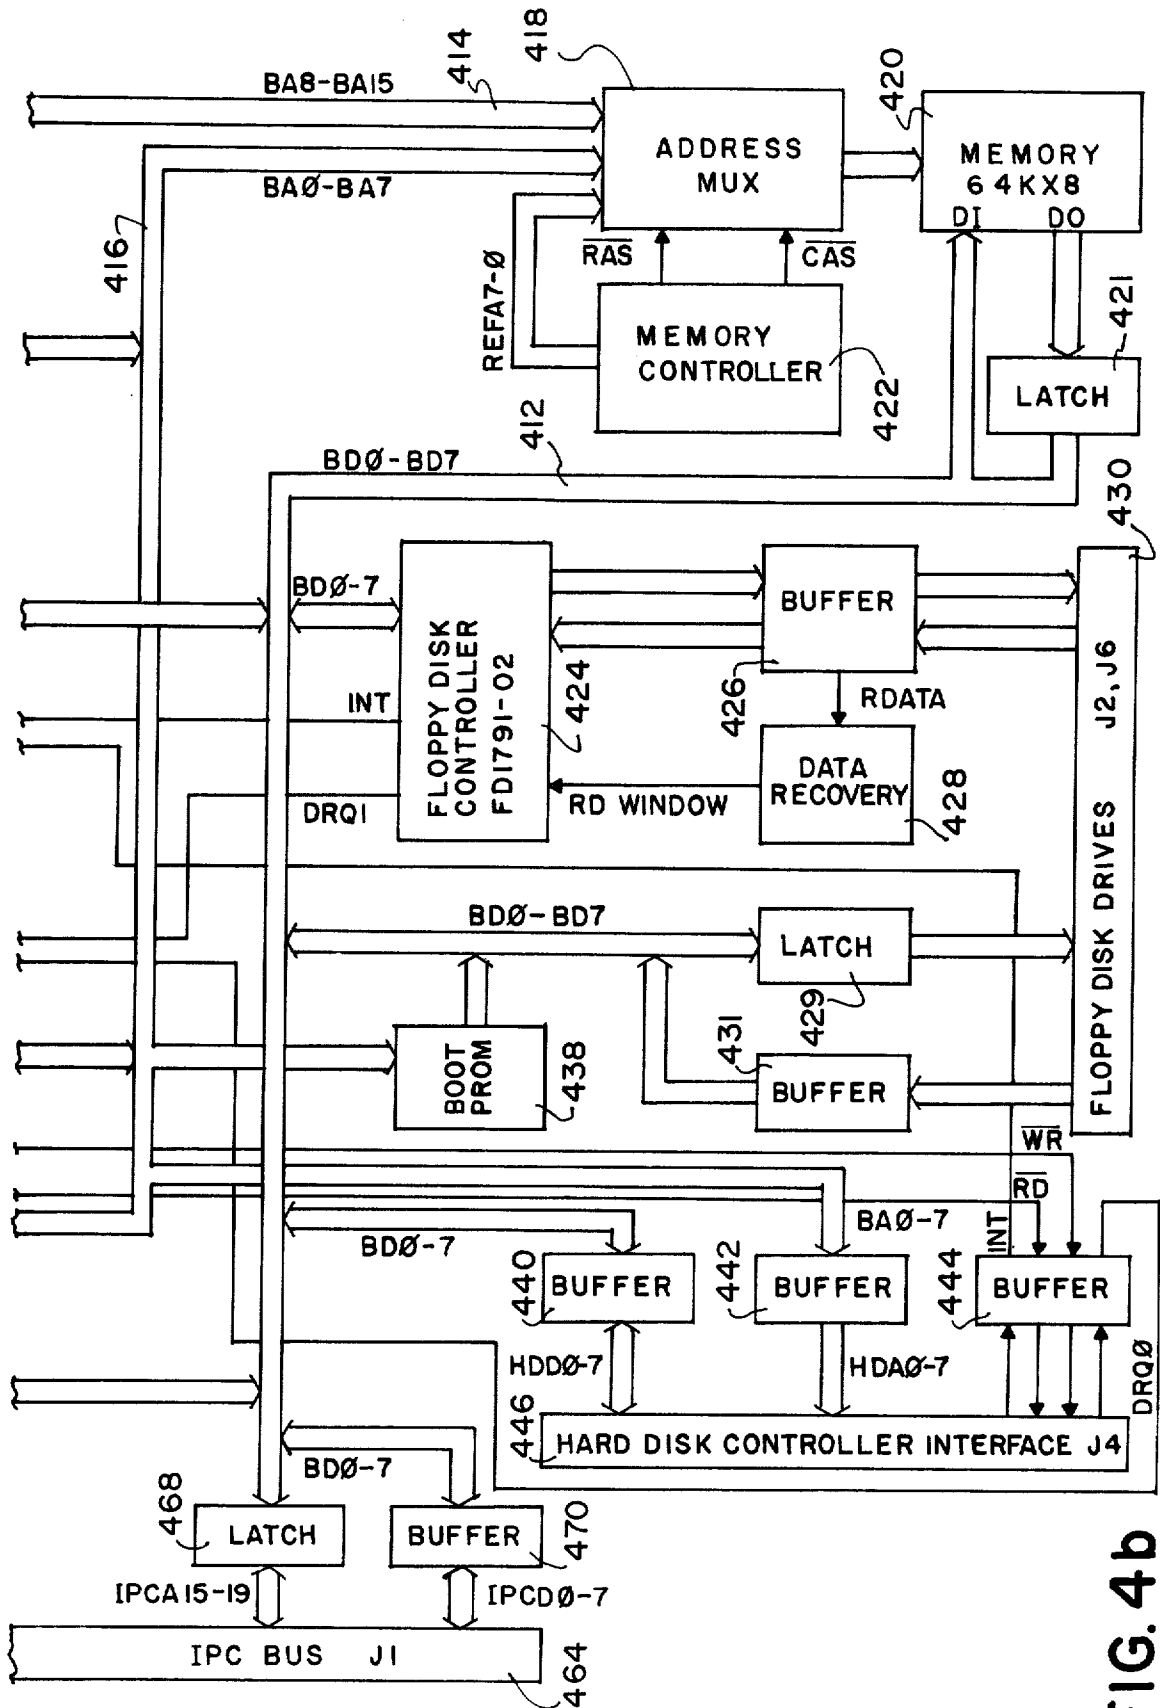 BA8-BA15
414
418
416
BAØ-BA7
ADDRESS
MUX
420
MEMORY
64KX8
DI
DO
RAS
CAS
REFA7-Ø
MEMORY
CONTROLLER
422
421
LATCH
412
BDØ-BD7
430
BDØ-7
INT
DRQ1
FLOPPY DISK
CONTROLLER
FD1791-02
424
BUFFER
426
RDATA
RD WINDOW
DATA
RECOVERY
428
FLOPPY DISK DRIVES J2, J6
BDØ-BD7
LATCH
429
BOOT
PROM
438
431
BUFFER
WR
RD
INT
BAØ-7
BDØ-7
440
BUFFER
442
BUFFER
444
BUFFER
HDDØ-7
HDAØ-7
DRQØ
446
HARD DISK CONTROLLER INTERFACE J4
BDØ-7
468
LATCH
BUFFER
470
IPCA15-19
IPCDØ-7
IPC BUS J1
464
FIG. 4b